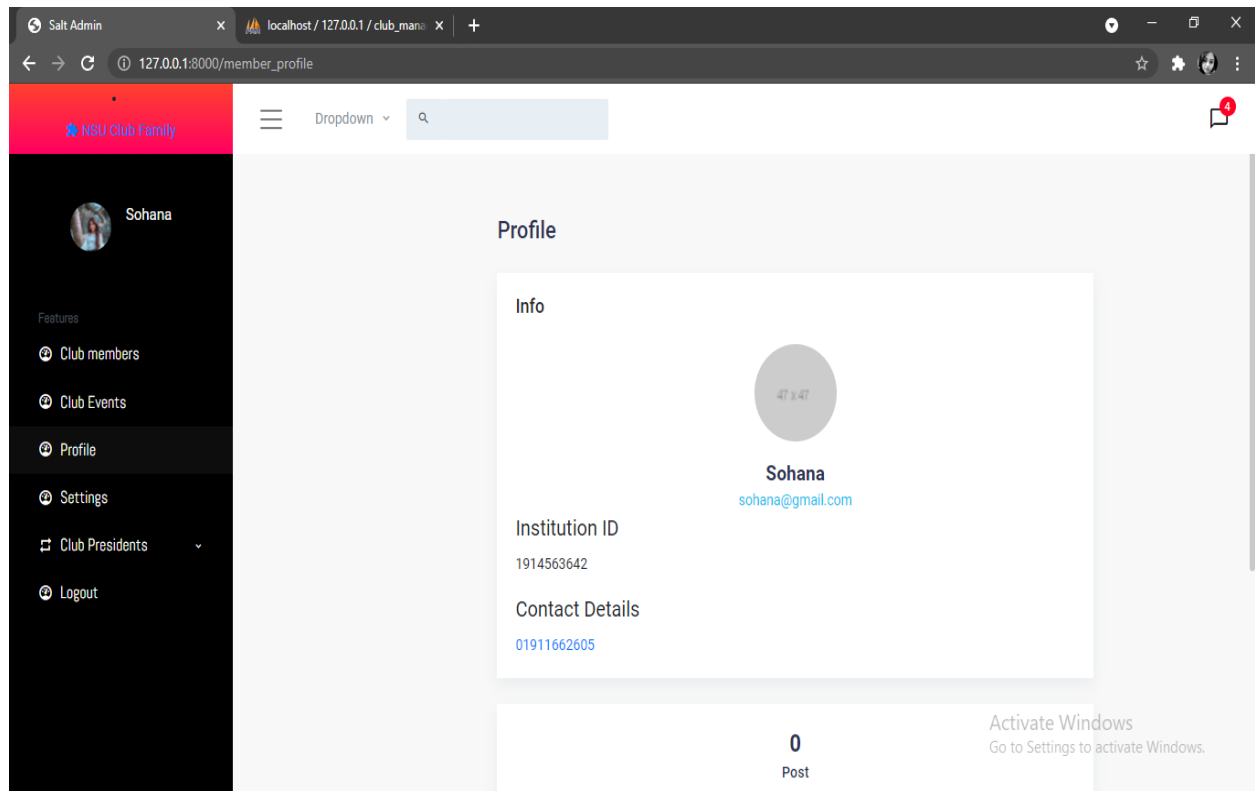 Salt Admin
localhost / 127.0.0.1 / club_mana
127.0.0.1:8000/member_profile
NSU Club Family
Dropdown
4
Sohana
Features
Club members
Club Events
Profile
Settings
Club Presidents
Logout
Profile
Info
47 x 47
Sohana
sohana@gmail.com
Institution ID
1914563642
Contact Details
01911662605
0
Post
Activate Windows
Go to Settings to activate Windows.